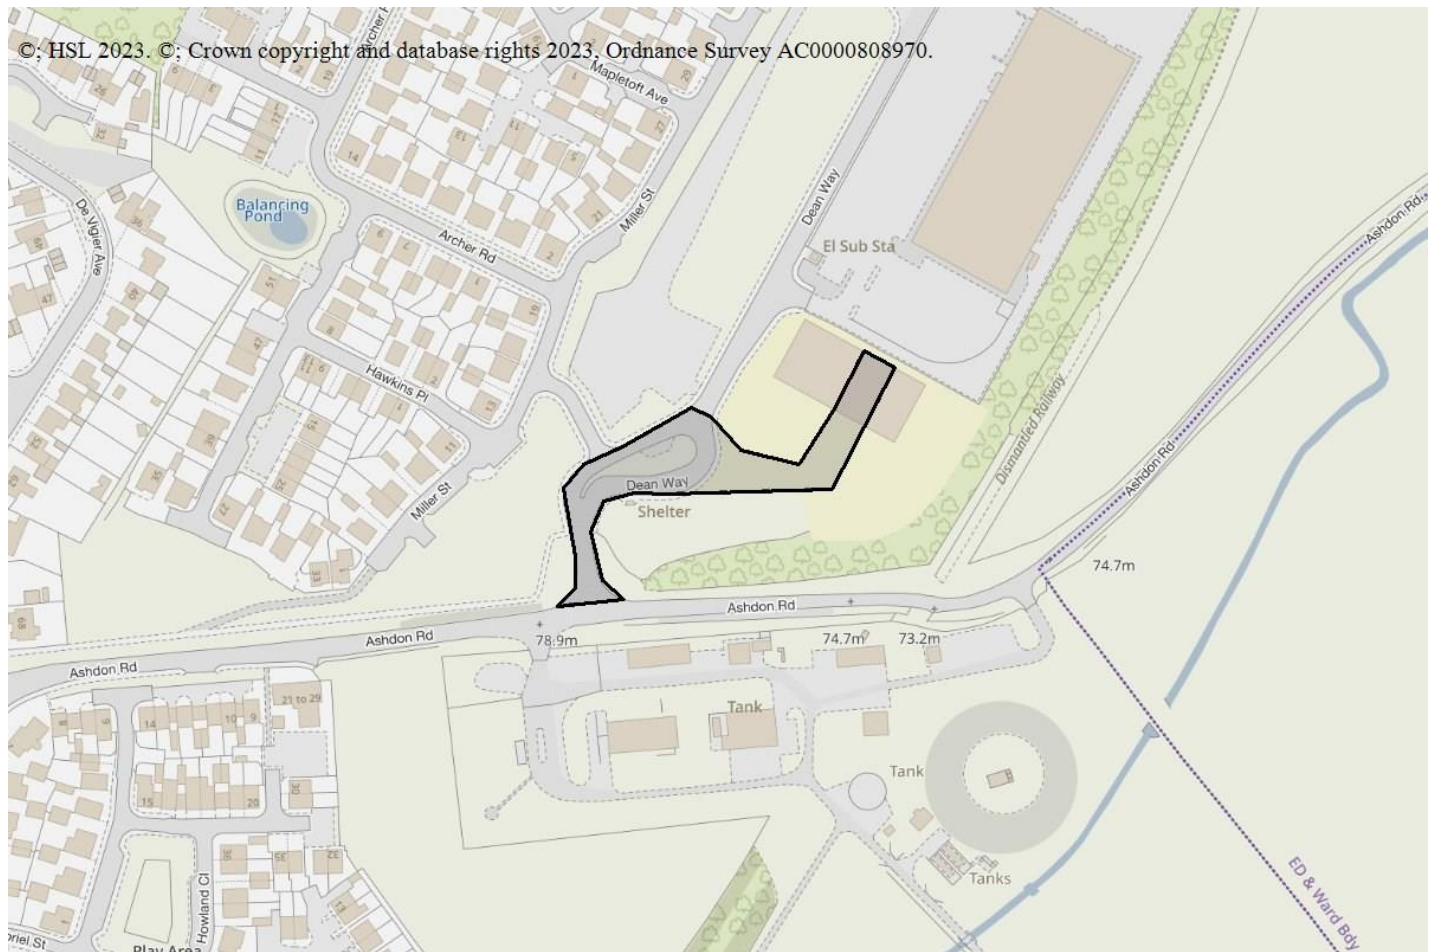 ©; HSL 2023. ©; Crown copyright and database rights 2023, Ordnance Survey AC0000808970.
Mapletoft Ave
Balancing
Pond
De Vigier Ave
Archer Rd
Miller St
Dean Way
El Sub Sta
Ashdon Rd
Hawkins Pl
Miller St
Dean Way
Shelter
Dismantled Railway
Ashdon Rd
74.7m
Ashdon Rd
Ashdon Rd
78.9m
74.7m
73.2m
Ashdon Rd
21 to 29
Tank
Tank
Tanks
ED & Ward Bdy
Howland Cl
Play Area